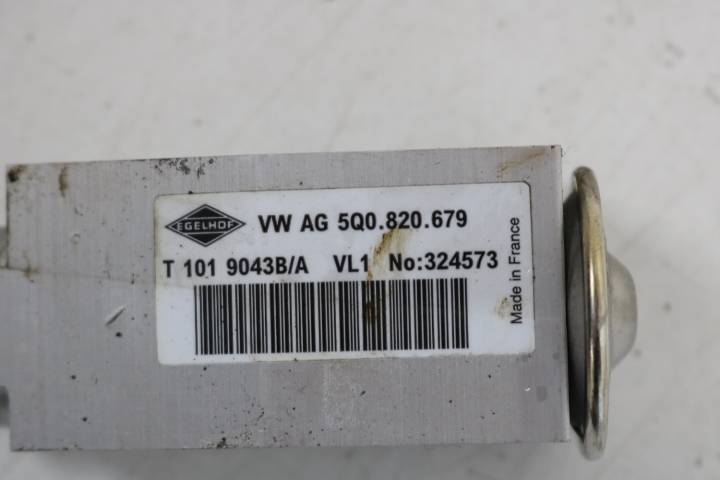 EGELHOF
VW AG 5Q0.820.679
T 101 9043B/A VL1 No:324573
Made in France